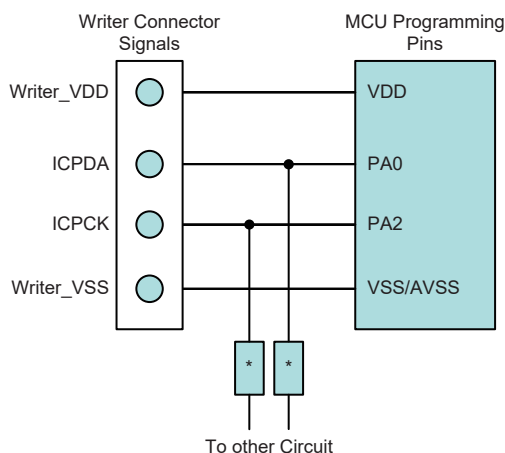 Writer Connector
Signals
MCU Programming
Pins
Writer_VDD
VDD
ICPDA
PA0
ICPCK
PA2
Writer_VSS
VSS/AVSS
*
*
To other Circuit